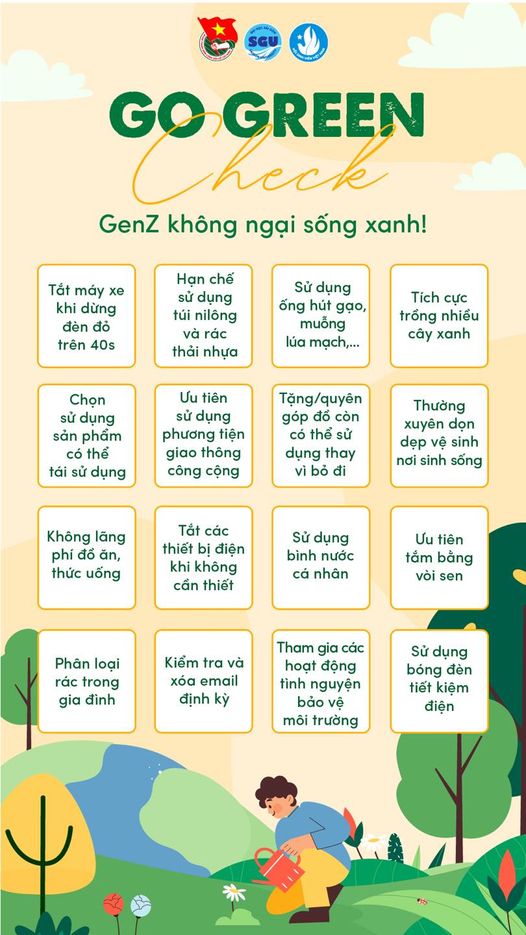 SGU
GO GREEN
Check
GenZ không ngại sống xanh!
Tắt máy xe
khi dừng
đèn đỏ
trên 40s
Hạn chế
sử dụng
túi nilông
và rác
thải nhựa
Sử dụng
ống hút gạo,
muỗng
lúa mạch,...
Tích cực
trồng nhiều
cây xanh
Chọn
sử dụng
sản phẩm
có thể
tái sử dụng
Ưu tiên
sử dụng
phương tiện
giao thông
công cộng
Tặng/quyên
góp đồ còn
có thể sử
dụng thay
vì bỏ đi
Thường
xuyên dọn
dẹp vệ sinh
nơi sinh sống
Không lãng
phí đồ ăn,
thức uống
Tắt các
thiết bị điện
khi không
cần thiết
Sử dụng
bình nước
cá nhân
Ưu tiên
tắm bằng
vòi sen
Phân loại
rác trong
gia đình
Kiểm tra và
xóa email
định kỳ
Tham gia các
hoạt động
tình nguyện
bảo vệ
môi trường
Sử dụng
bóng đèn
tiết kiệm
điện